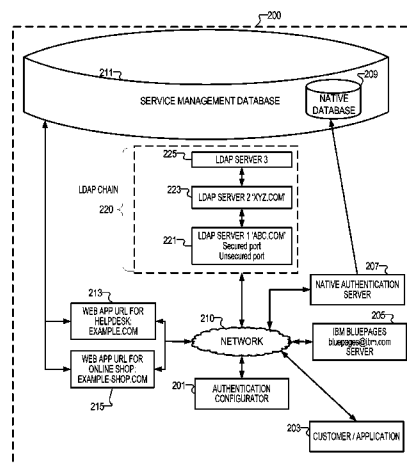 200
211
209
SERVICE MANAGEMENT DATABASE
NATIVE
DATABASE
225
LDAP SERVER 3
LDAP CHAIN
220
223
LDAP SERVER 2 'XYZ.COM'
221
LDAP SERVER 1 'ABC.COM'
Secured port
Unsecured port
207
NATIVE AUTHENTICATION
SERVER
213
WEB APP URL FOR
HELPDESK:
EXAMPLE.COM
210
NETWORK
205
IBM BLUEPAGES
bluepages@ibm.com
SERVER
WEB APP URL FOR
ONLINE SHOP:
EXAMPLE-SHOP.COM
215
201
AUTHENTICATION
CONFIGURATOR
203
CUSTOMER / APPLICATION